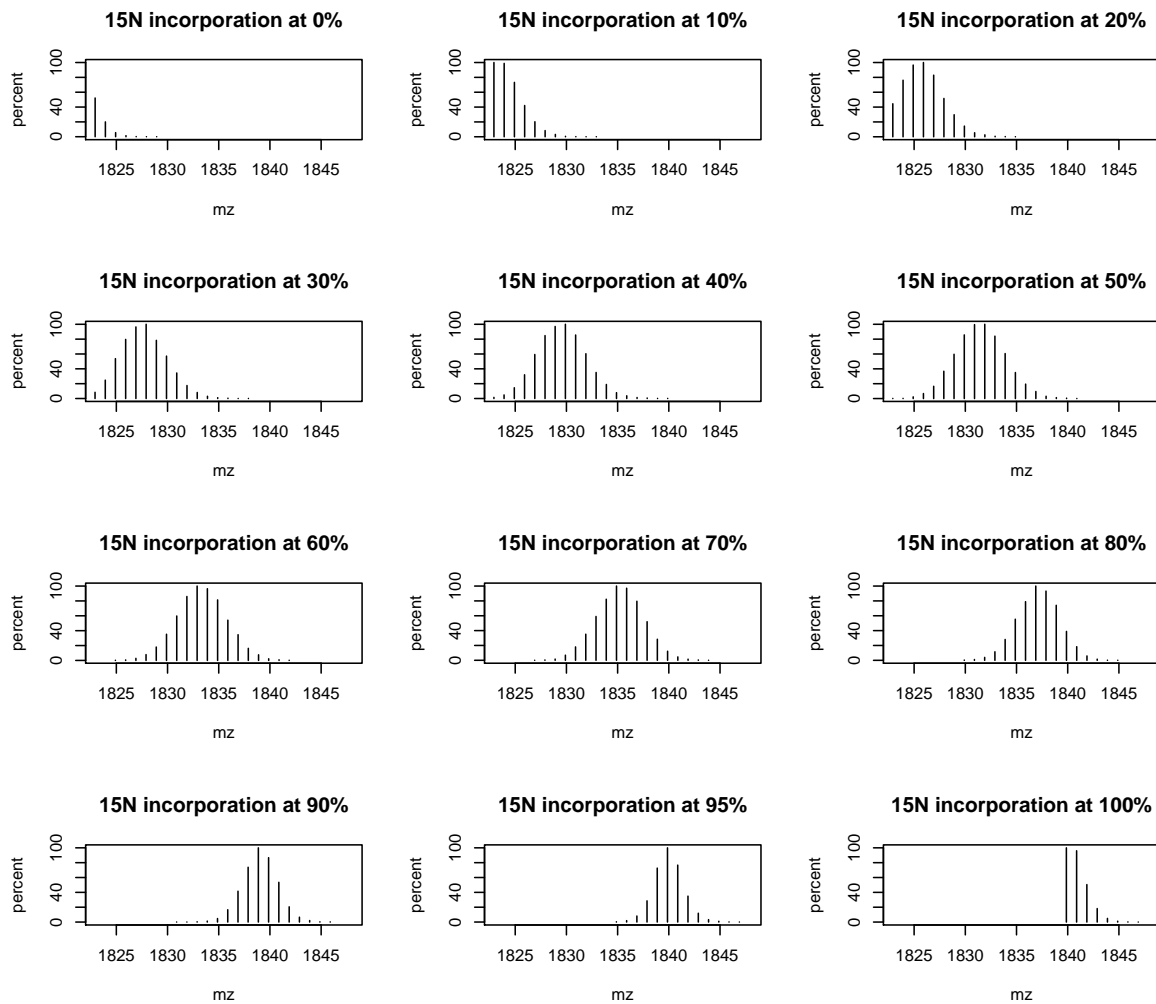 15N incorporation at 0%
percent
0 40 100
1825 1830 1835 1840 1845
mz
15N incorporation at 10%
percent
0 40 100
1825 1830 1835 1840 1845
mz
15N incorporation at 20%
percent
0 40 100
1825 1830 1835 1840 1845
mz
15N incorporation at 30%
percent
0 40 100
1825 1830 1835 1840 1845
mz
15N incorporation at 40%
percent
0 40 100
1825 1830 1835 1840 1845
mz
15N incorporation at 50%
percent
0 40 100
1825 1830 1835 1840 1845
mz
15N incorporation at 60%
percent
0 40 100
1825 1830 1835 1840 1845
mz
15N incorporation at 70%
percent
0 40 100
1825 1830 1835 1840 1845
mz
15N incorporation at 80%
percent
0 40 100
1825 1830 1835 1840 1845
mz
15N incorporation at 90%
percent
0 40 100
1825 1830 1835 1840 1845
mz
15N incorporation at 95%
percent
0 40 100
1825 1830 1835 1840 1845
mz
15N incorporation at 100%
percent
0 40 100
1825 1830 1835 1840 1845
mz